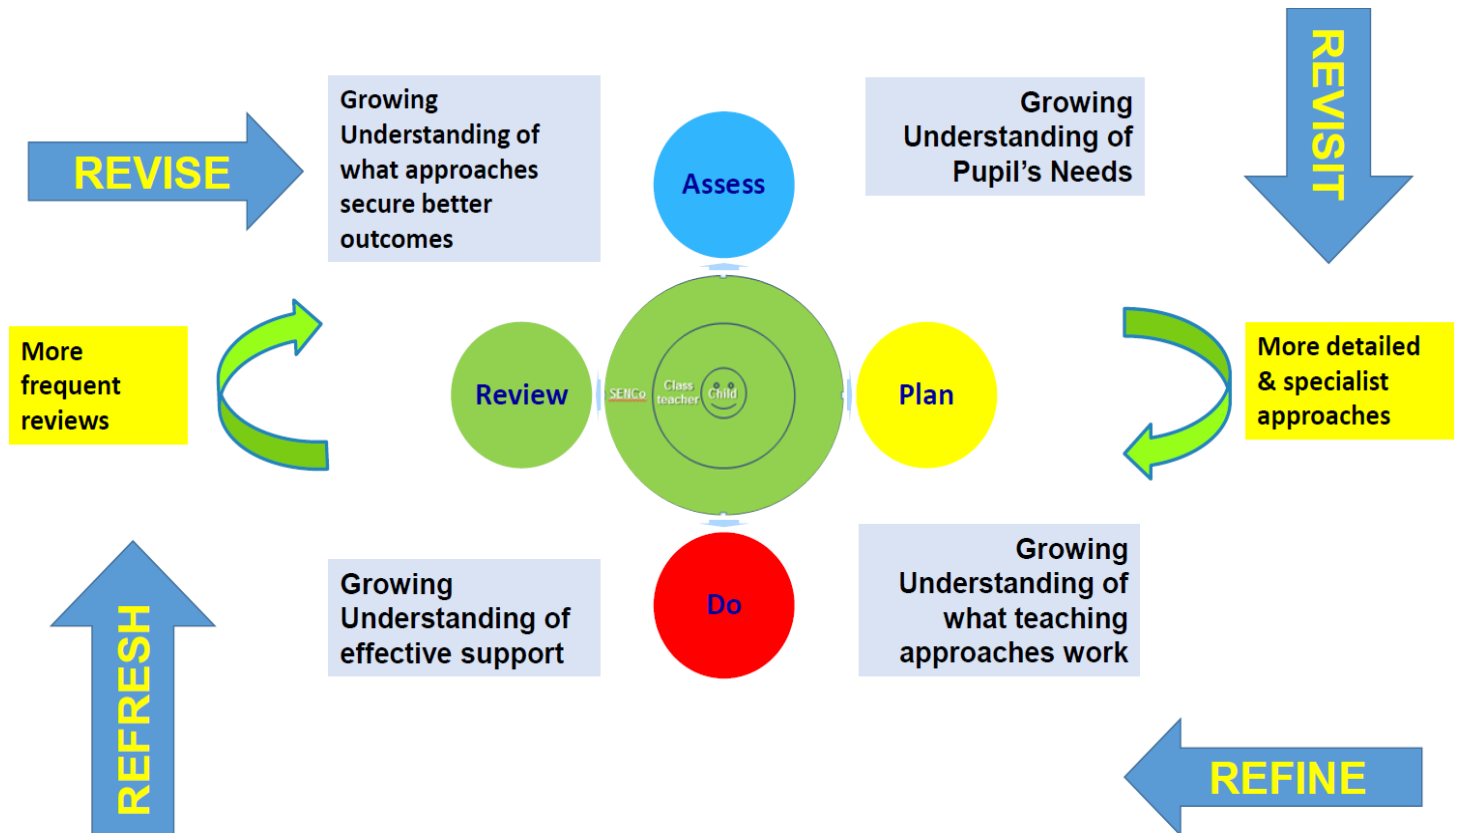 REVISE
Growing
Understanding of
what approaches
secure better
outcomes
Assess
Growing
Understanding of
Pupil's Needs
REVISIT
More
frequent
reviews
Review
SENCo
Class
teacher
Child
Plan
More detailed
& specialist
approaches
REFRESH
Growing
Understanding of
effective support
Do
Growing
Understanding of
what teaching
approaches work
REFINE